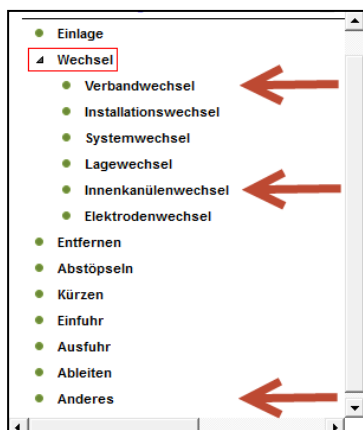 Einlage
Wechsel
Verbandwechsel
Installationswechsel
Systemwechsel
Lagewechsel
Innenkanülenwechsel
Elektrodenwechsel
Entfernen
Abstöpseln
Kürzen
Einfuhr
Ausfuhr
Ableiten
Anderes